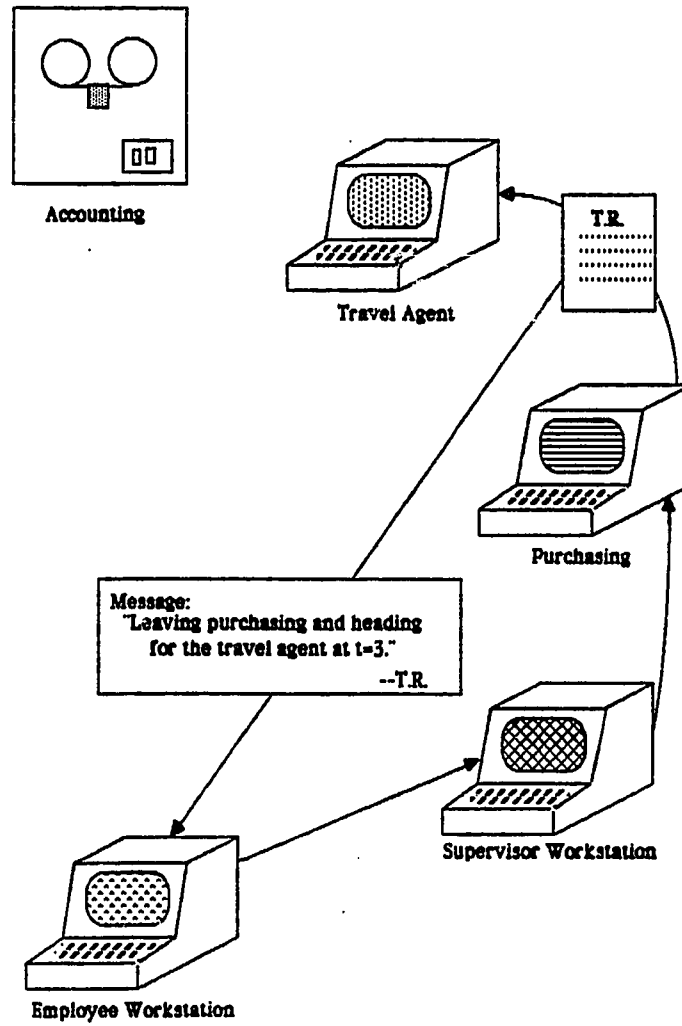 Accounting
T.R.
Travel Agent
Purchasing
Message:
"Leaving purchasing and heading
for the travel agent at t=3."
--T.R.
Supervisor Workstation
Employee Workstation